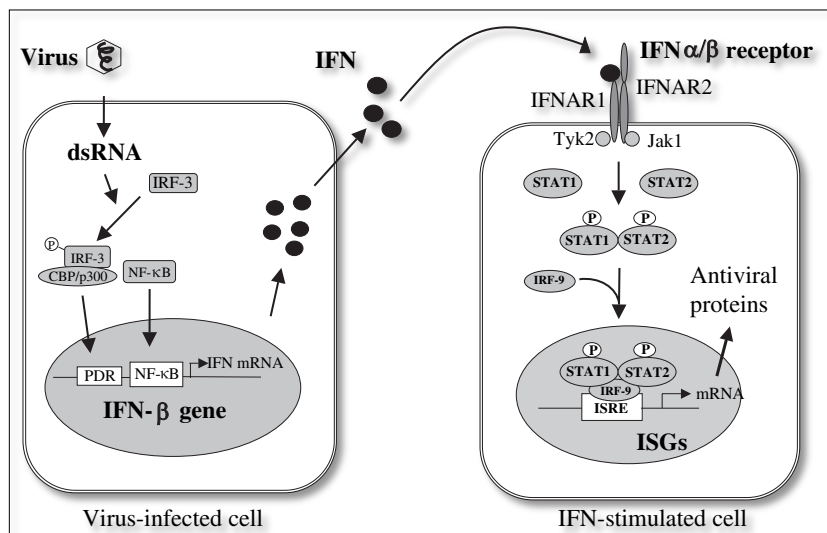 Virus
IFN
IFNα/β receptor
IFNAR1
IFNAR2
Tyk2
Jak1
dsRNA
IRF-3
P
IRF-3
CBP/p300
NF-κB
PDR
NF-κB
IFN mRNA
IFN-β gene
Virus-infected cell
STAT1
STAT2
P
P
STAT1
STAT2
IRF-9
Antiviral
proteins
P
P
STAT1
STAT2
IRF-9
ISRE
mRNA
ISGs
IFN-stimulated cell